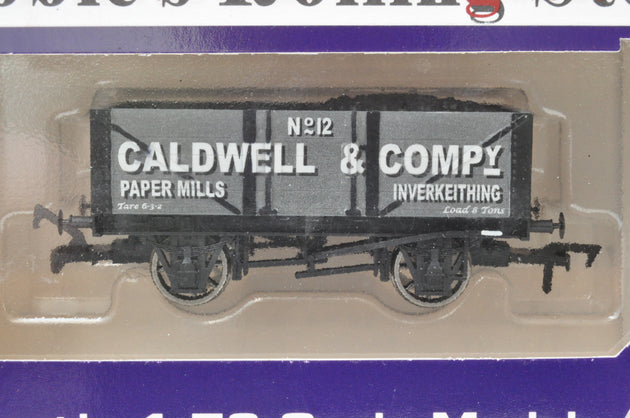 No12
CALDWELL & COMPY
PAPER MILLS INVERKEITHING
Tare 6-3-2 Load 8 Tons